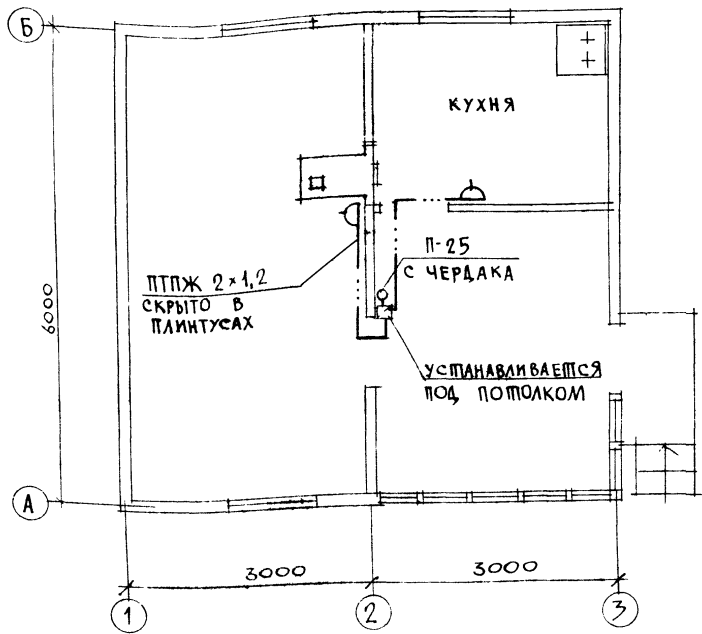 Б
КУХНЯ
П-25
С ЧЕРДАКА
ПТПЖ 2×1,2
СКРЫТО В
ПЛИНТУСАХ
6000
УСТАНАВЛИВАЕТСЯ
ПОД ПОТОЛКОМ
А
3000
3000
1
2
3